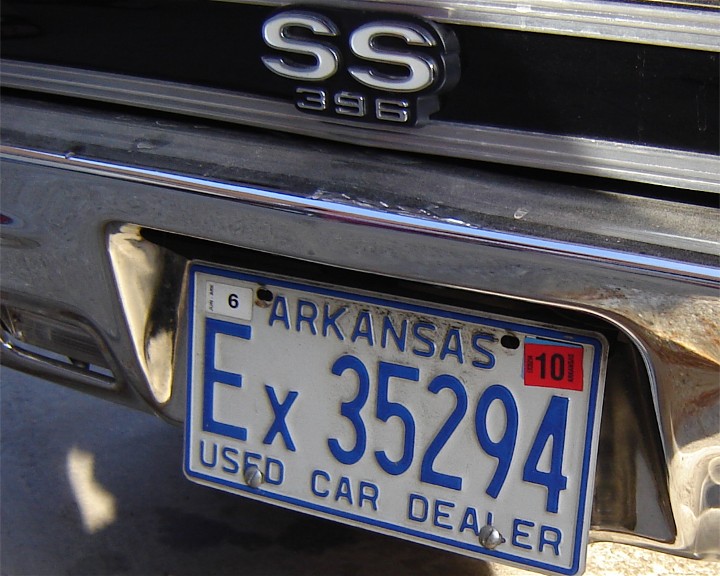 SS
396
6
ARKANSAS
10
Ex 35294
USED CAR DEALER